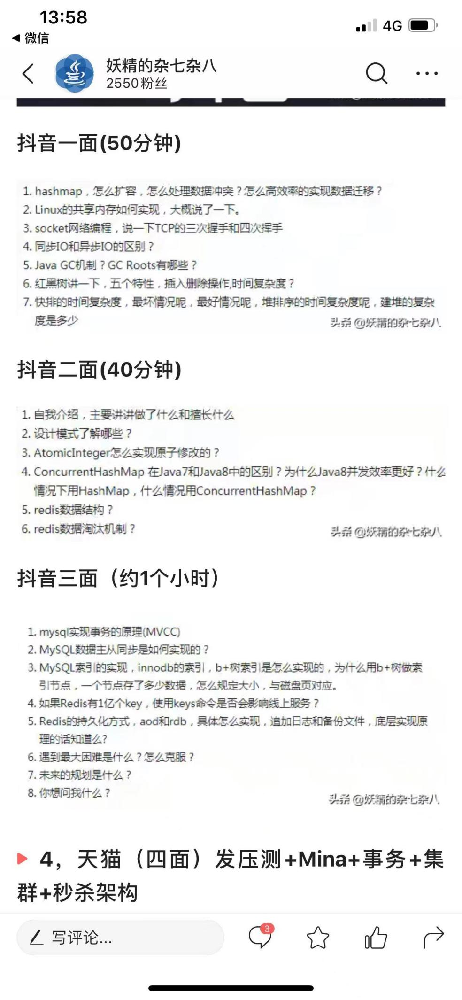 13:58
微信
4G
妖精的杂七杂八
2550粉丝
抖音一面(50分钟)
1. hashmap，怎么扩容，怎么处理数据冲突？怎么高效率的实现数据迁移？
2. Linux的共享内存如何实现，大概说了一下。
3. socket网络编程，说一下TCP的三次握手和四次挥手
4. 同步IO和异步IO的区别？
5. Java GC机制？GC Roots有哪些？
6. 红黑树讲一下，五个特性，插入删除操作,时间复杂度？
7. 快排的时间复杂度，最坏情况呢，最好情况呢，堆排序的时间复杂度呢，建堆的复杂
度是多少
头条 @妖精的杂七杂八
抖音二面(40分钟)
1. 自我介绍，主要讲讲做了什么和擅长什么
2. 设计模式了解哪些？
3. AtomicInteger怎么实现原子修改的？
4. ConcurrentHashMap 在Java7和Java8中的区别？为什么Java8并发效率更好？什么
情况下用HashMap，什么情况用ConcurrentHashMap？
5. redis数据结构？
6. redis数据淘汰机制？
头条 @妖精的杂七杂八
抖音三面（约1个小时）
1. mysql实现事务的原理(MVCC)
2. MySQL数据主从同步是如何实现的？
3. MySQL索引的实现，innodb的索引，b+树索引是怎么实现的，为什么用b+树做索
引节点，一个节点存了多少数据，怎么规定大小，与磁盘页对应。
4. 如果Redis有1亿个key，使用keys命令是否会影响线上服务？
5. Redis的持久化方式，aod和rdb，具体怎么实现，追加日志和备份文件，底层实现原
理的话知道么?
6. 遇到最大困难是什么？怎么克服？
7. 未来的规划是什么？
8. 你想问我什么？
头条 @妖精的杂七杂八
4，天猫（四面）发压测+Mina+事务+集
群+秒杀架构
写评论...
3